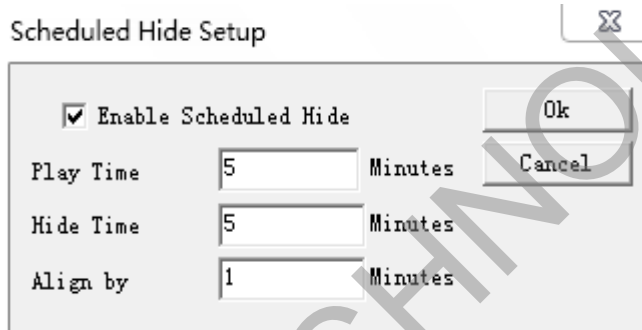 Scheduled Hide Setup
Enable Scheduled Hide
Ok
Play Time 5 Minutes
Cancel
Hide Time 5 Minutes
Align by 1 Minutes